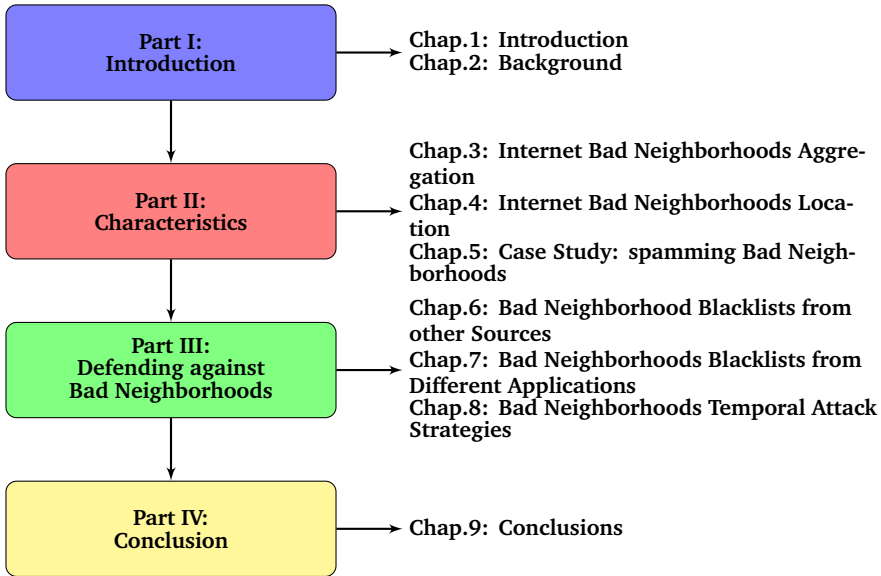 Part I:
Introduction
Chap.1: Introduction
Chap.2: Background
Part II:
Characteristics
Chap.3: Internet Bad Neighborhoods Aggre-
gation
Chap.4: Internet Bad Neighborhoods Loca-
tion
Chap.5: Case Study: spamming Bad Neigh-
borhoods
Part III:
Defending against
Bad Neighborhoods
Chap.6: Bad Neighborhood Blacklists from
other Sources
Chap.7: Bad Neighborhoods Blacklists from
Different Applications
Chap.8: Bad Neighborhoods Temporal Attack
Strategies
Part IV:
Conclusion
Chap.9: Conclusions